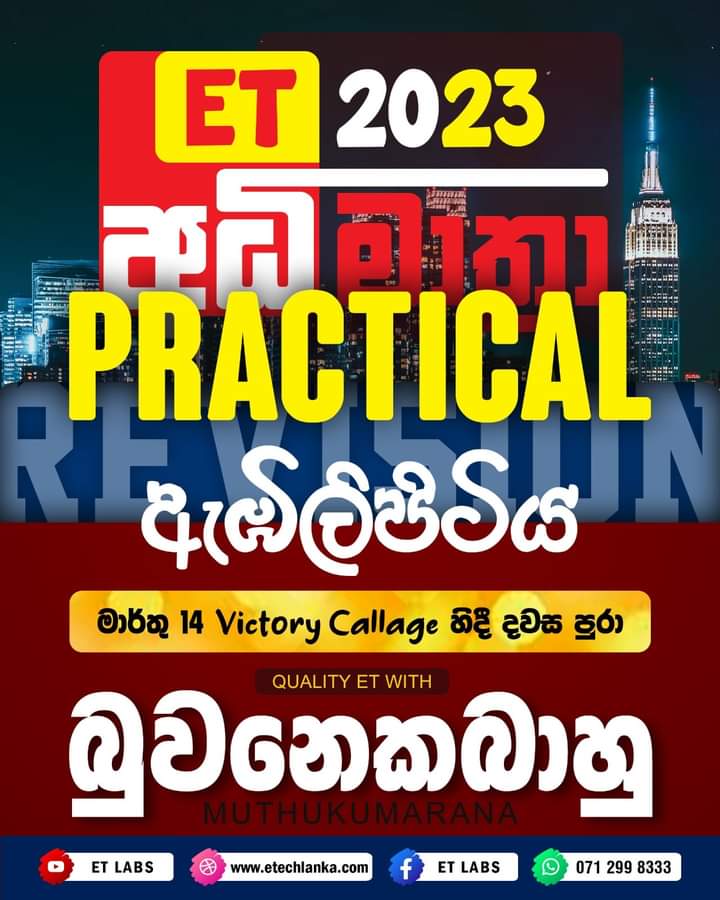 ET 2023
අධි මාත්‍රා
PRACTICAL
REVISION
ඇඹිලිපිටිය
මාර්තු 14 Victory Callage හිදී දවස පුරා
QUALITY ET WITH
බුවනෙකබාහු
MUTHUKUMARANA
ET LABS www.etechlanka.com ET LABS 071 299 8333